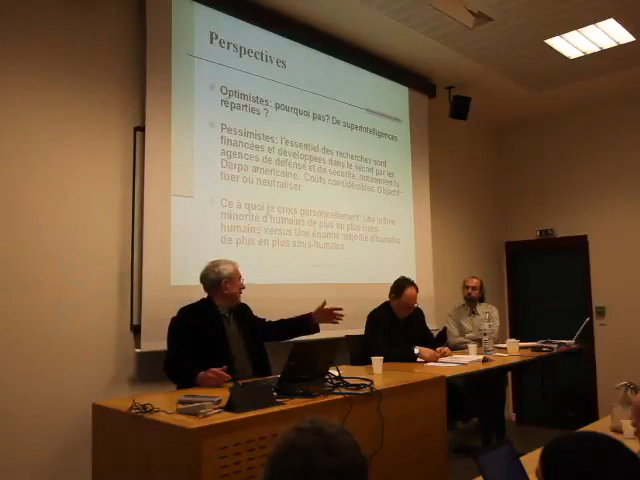 Perspectives
Optimistes: pourquoi pas? De superintelligences
reparties ?
Pessimistes: l'essentiel des recherches sont
financées et développées dans le secret par les
agences de défense et de sécurité, notamment la
Darpa américaine. Coûts considérables. Objectif
tuer ou neutraliser
Ce à quoi je crois personnellement: Une infime
minorité d'humains de plus en plus trans-
humains versus Une énorme majorité d'humains
de plus en plus sous-humains